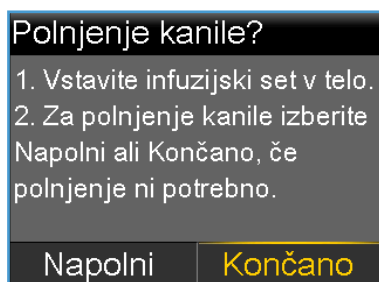 Polnjenje kanile?
1. Vstavite infuzijski set v telo.
2. Za polnjenje kanile izberite
Napolni ali Končano, če
polnjenje ni potrebno.
Napolni Končano